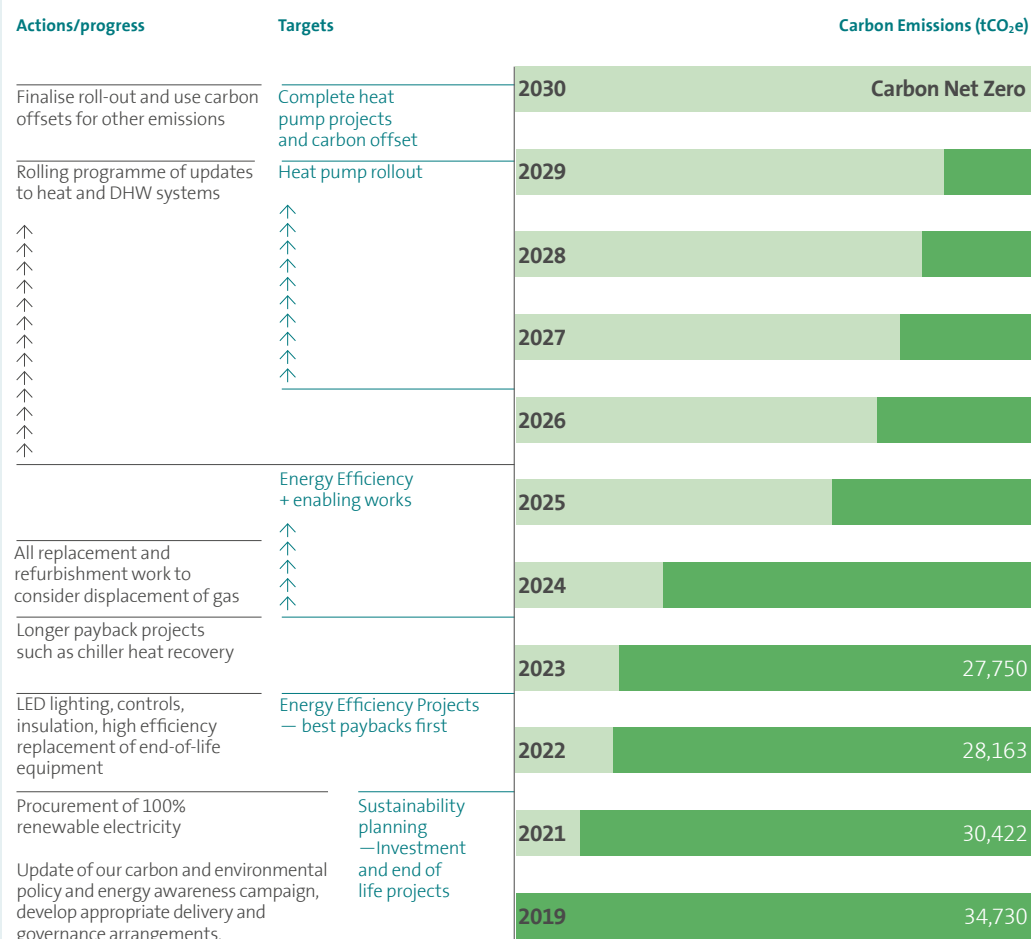 Actions/progress
Targets
Carbon Emissions (tCO₂e)
Finalise roll-out and use carbon
offsets for other emissions
Complete heat
pump projects
and carbon offset
2030
Carbon Net Zero
Rolling programme of updates
to heat and DHW systems
Heat pump rollout
2029
2028
2027
2026
Energy Efficiency
+ enabling works
2025
All replacement and
refurbishment work to
consider displacement of gas
2024
Longer payback projects
such as chiller heat recovery
2023
27,750
LED lighting, controls,
insulation, high efficiency
replacement of end-of-life
equipment
Energy Efficiency Projects
— best paybacks first
2022
28,163
Procurement of 100%
renewable electricity
Update of our carbon and environmental
policy and energy awareness campaign,
develop appropriate delivery and
governance arrangements.
Sustainability
planning
—Investment
and end of
life projects
2021
30,422
2019
34,730